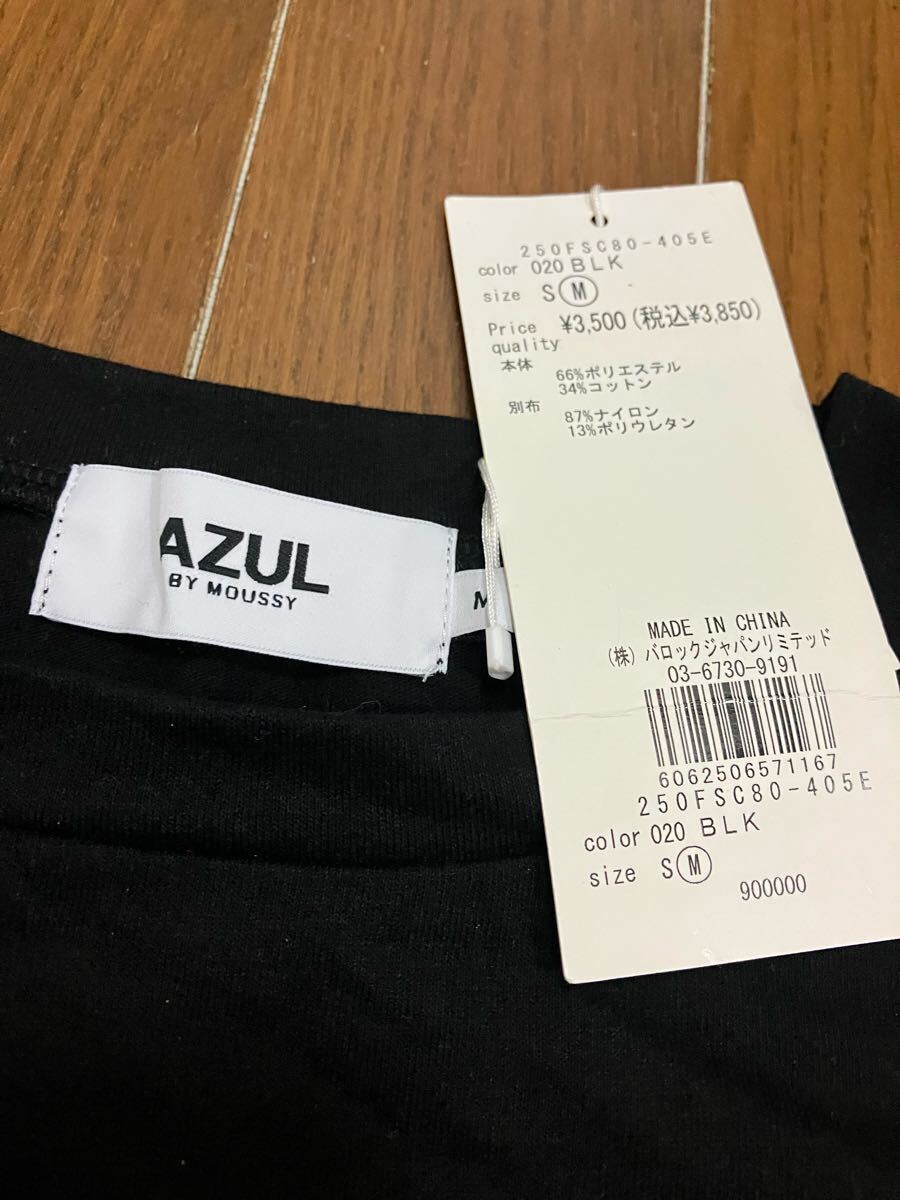 250FSC80-405E
color 020 BLK
size S M
Price ¥3,500(税込¥3,850)
quality
本体 66%ポリエステル
34%コットン
別布 87%ナイロン
13%ポリウレタン
AZUL
BY MOUSSY
M
MADE IN CHINA
(株)バロックジャパンリミテッド
03-6730-9191
6062506571167
250FSC80-405E
color 020 BLK
size S M
900000